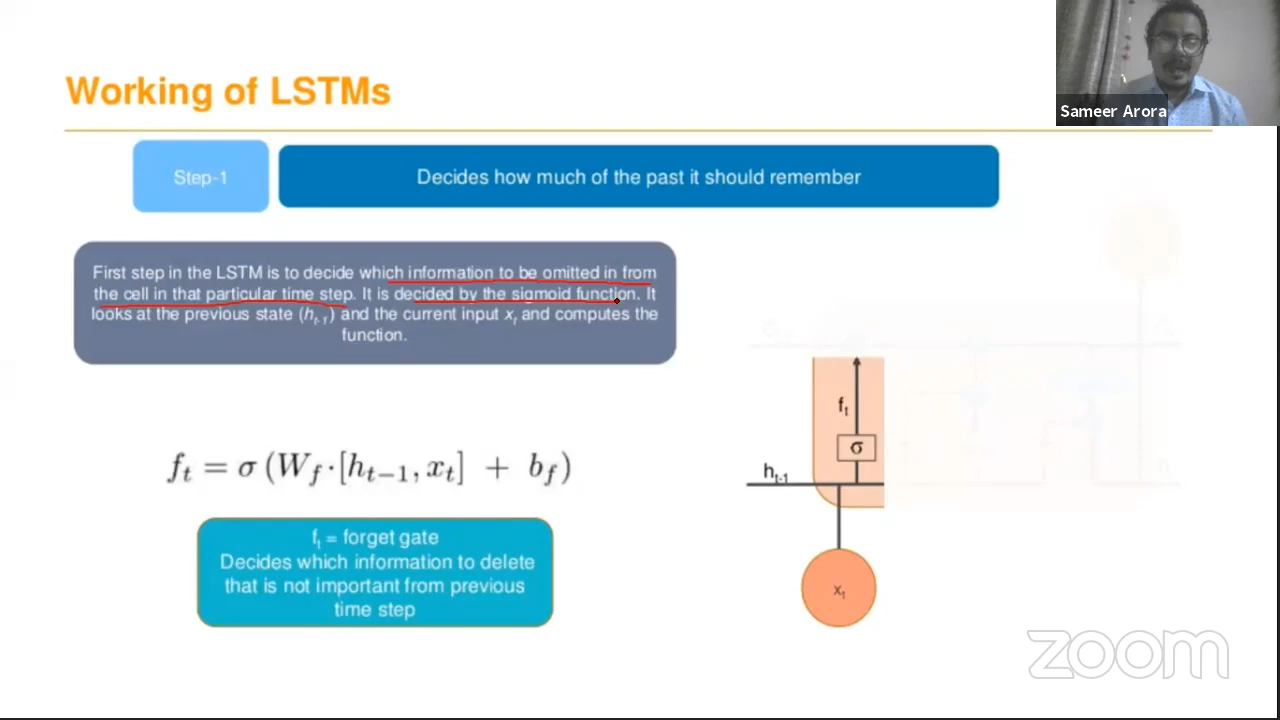 Sameer Arora
Working of LSTMs
Step-1
Decides how much of the past it should remember
First step in the LSTM is to decide which information to be omitted in from
the cell in that particular time step. It is decided by the sigmoid function. It
looks at the previous state (hₜ₋₁) and the current input xₜ and computes the
function.
fₜ = σ (W_f · [hₜ₋₁, xₜ] + b_f)
fₜ = forget gate
Decides which information to delete
that is not important from previous
time step
fₜ
σ
hₜ₋₁
xₜ
zoom